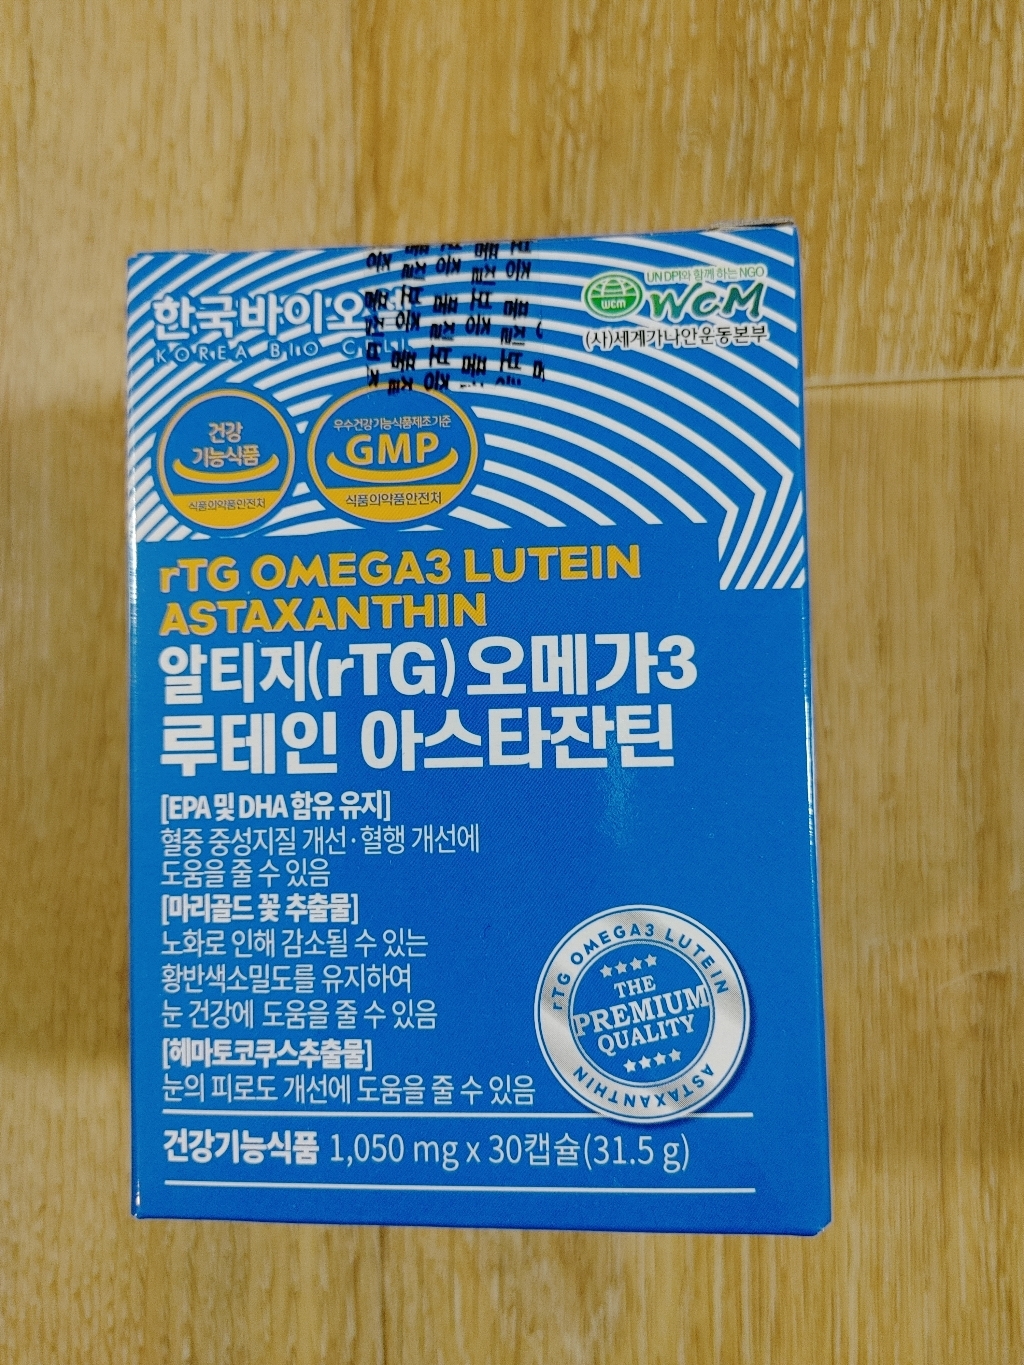 한국바이오
KOREA BIO CELL
UN DPI와 함께 하는 NGO
wcm
WCM
(사)세계가나안운동본부
건강
기능식품
식품의약품안전처
우수건강기능식품제조기준
GMP
식품의약품안전처
rTG OMEGA3 LUTEIN
ASTAXANTHIN
알티지(rTG) 오메가3
루테인 아스타잔틴
[EPA 및 DHA 함유 유지]
혈중 중성지질 개선·혈행 개선에
도움을 줄 수 있음
[마리골드 꽃 추출물]
노화로 인해 감소될 수 있는
황반색소밀도를 유지하여
눈 건강에 도움을 줄 수 있음
[헤마토코쿠스추출물]
눈의 피로도 개선에 도움을 줄 수 있음
rTG OMEGA3 LUTEIN
THE
PREMIUM
QUALITY
ASTAXANTHIN
건강기능식품 1,050 mg x 30캡슐(31.5 g)